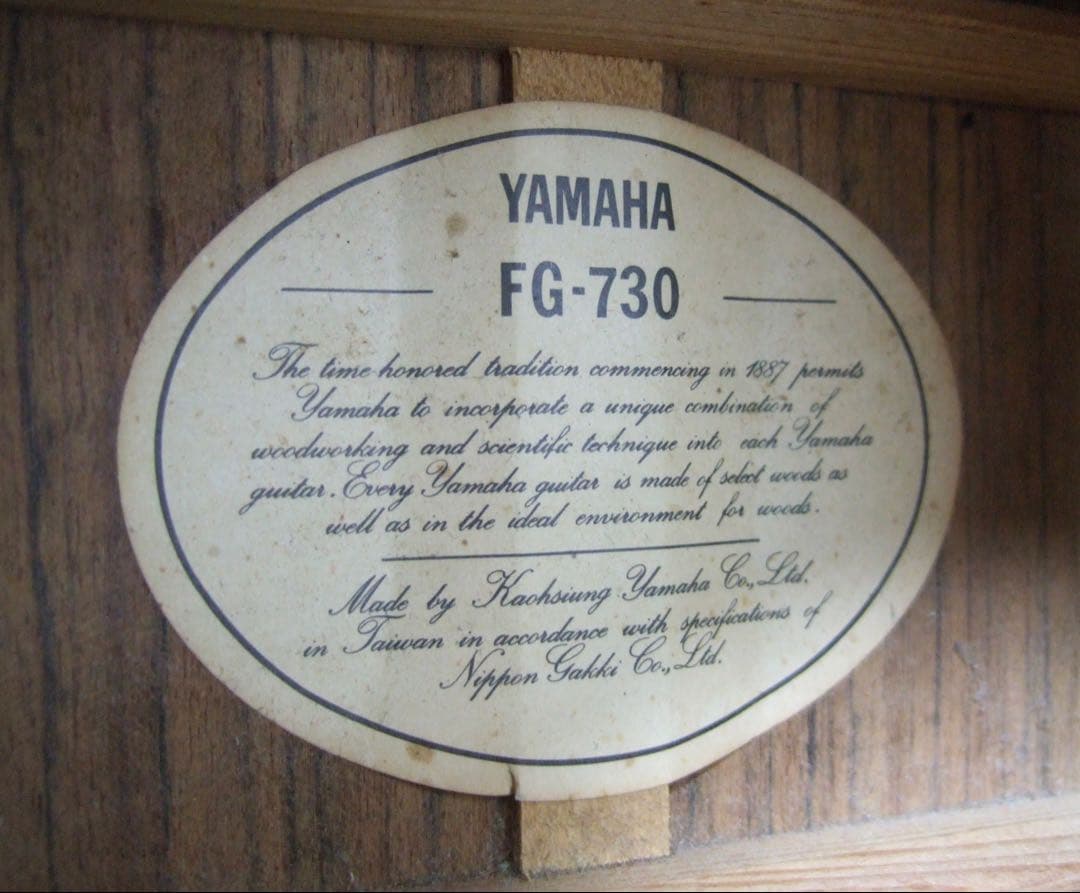 YAMAHA
FG-730
The time honored tradition commencing in 1887 permits
Yamaha to incorporate a unique combination of
woodworking and scientific technique into each Yamaha
guitar. Every Yamaha guitar is made of select woods as
well as in the ideal environment for woods.
Made by Kaohsiung Yamaha Co., Ltd.
in Taiwan in accordance with specifications of
Nippon Gakki Co., Ltd.